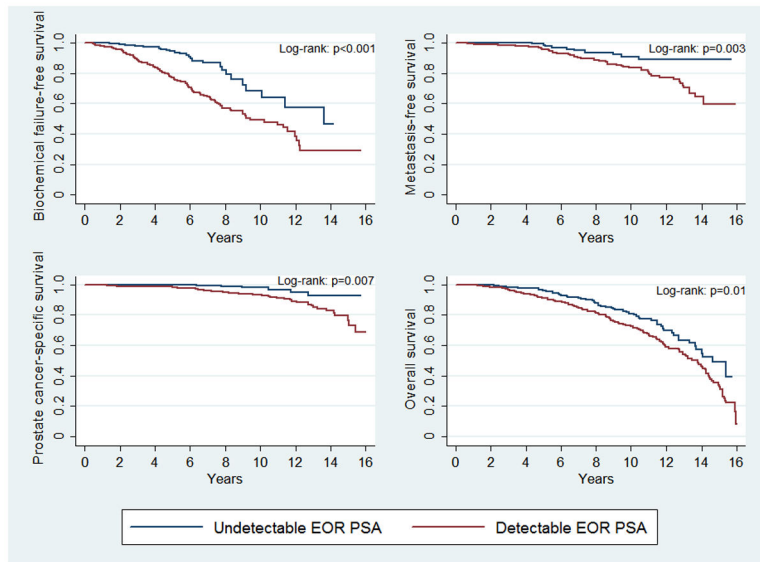 Biochemical failure-free survival
1.0
0.8
0.6
0.4
0.2
0
Log-rank: p<0.001
0 2 4 6 8 10 12 14 16
Years
Metastasis-free survival
1.0
0.8
0.6
0.4
0.2
0
Log-rank: p=0.003
0 2 4 6 8 10 12 14 16
Years
Prostate cancer-specific survival
1.0
0.8
0.6
0.4
0.2
0
Log-rank: p=0.007
0 2 4 6 8 10 12 14 16
Years
Overall survival
1.0
0.8
0.6
0.4
0.2
0
Log-rank: p=0.01
0 2 4 6 8 10 12 14 16
Years
Undetectable EOR PSA Detectable EOR PSA